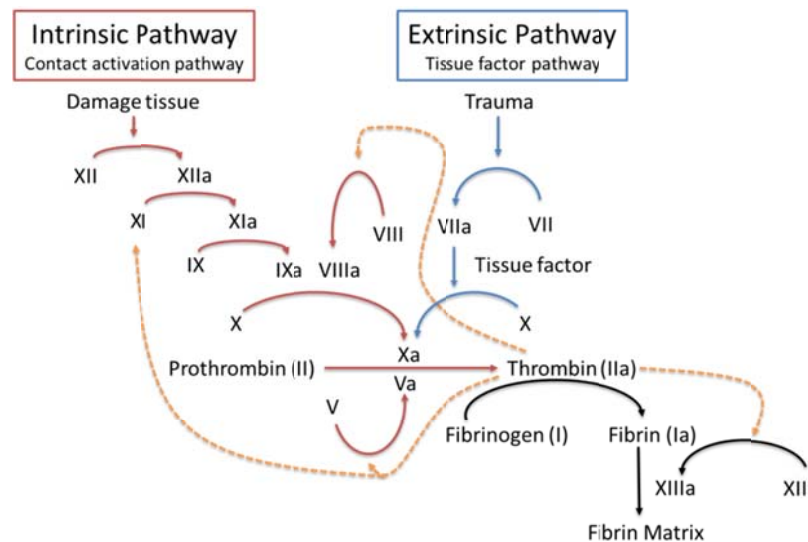 Intrinsic Pathway
Contact activation pathway
Extrinsic Pathway
Tissue factor pathway
Damage tissue
Trauma
XII
XIIa
XI
XIa
VIII
VIIa
VII
IX
IXa
VIIIa
Tissue factor
X
X
Xa
Prothrombin (II)
Thrombin (IIa)
Va
V
Fibrinogen (I)
Fibrin (Ia)
XIIIa
XII
Fibrin Matrix